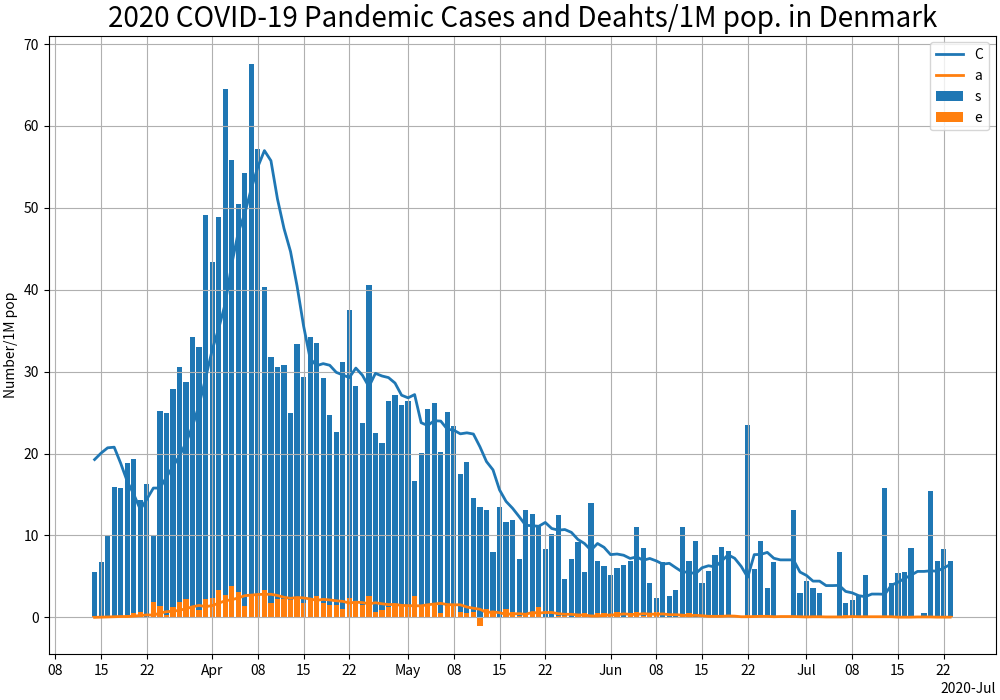 2020 COVID-19 Pandemic Cases and Deahts/1M pop. in Denmark
70
60
50
40
30
20
10
0
Number/1M pop
C
a
s
e
08 15 22 Apr 08 15 22 May 08 15 22 Jun 08 15 22 Jul 08 15 22
2020-Jul